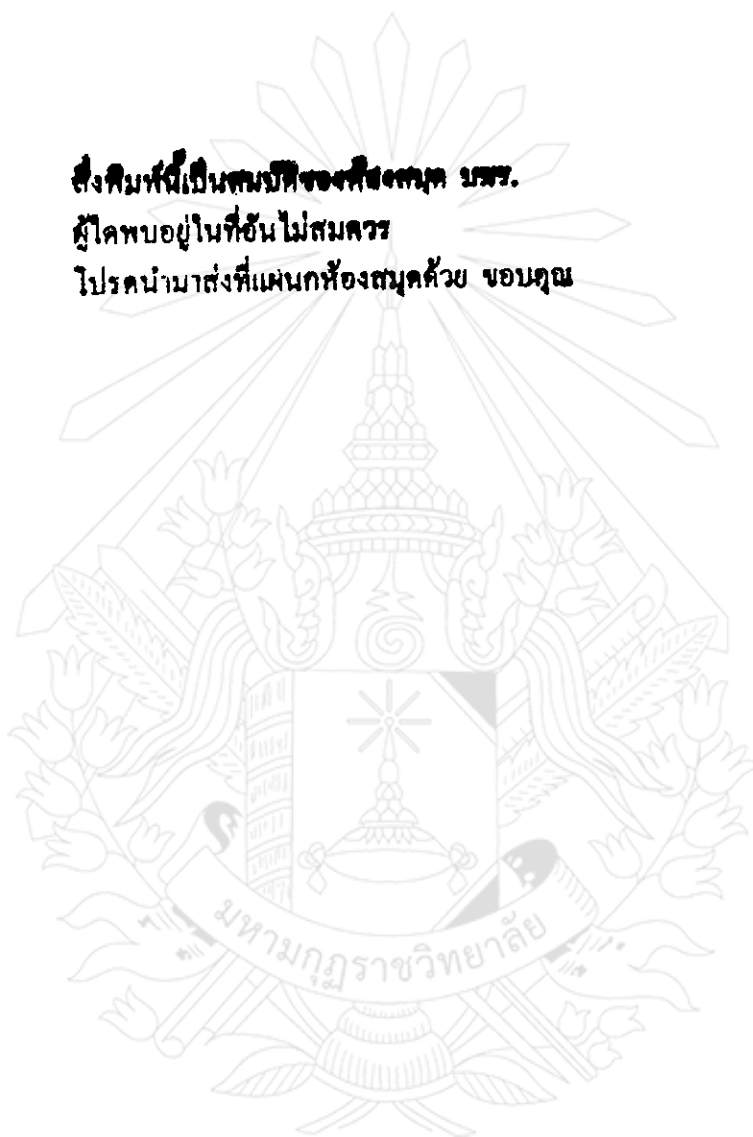 สิ่งพิมพ์นี้เป็นสมบัติของห้องสมุด บมร.
ผู้ใดพบอยู่ในที่อันไม่สมควร
โปรดนำมาส่งที่แผนกห้องสมุดด้วย ขอบคุณ
มหามกุฏราชวิทยาลัย